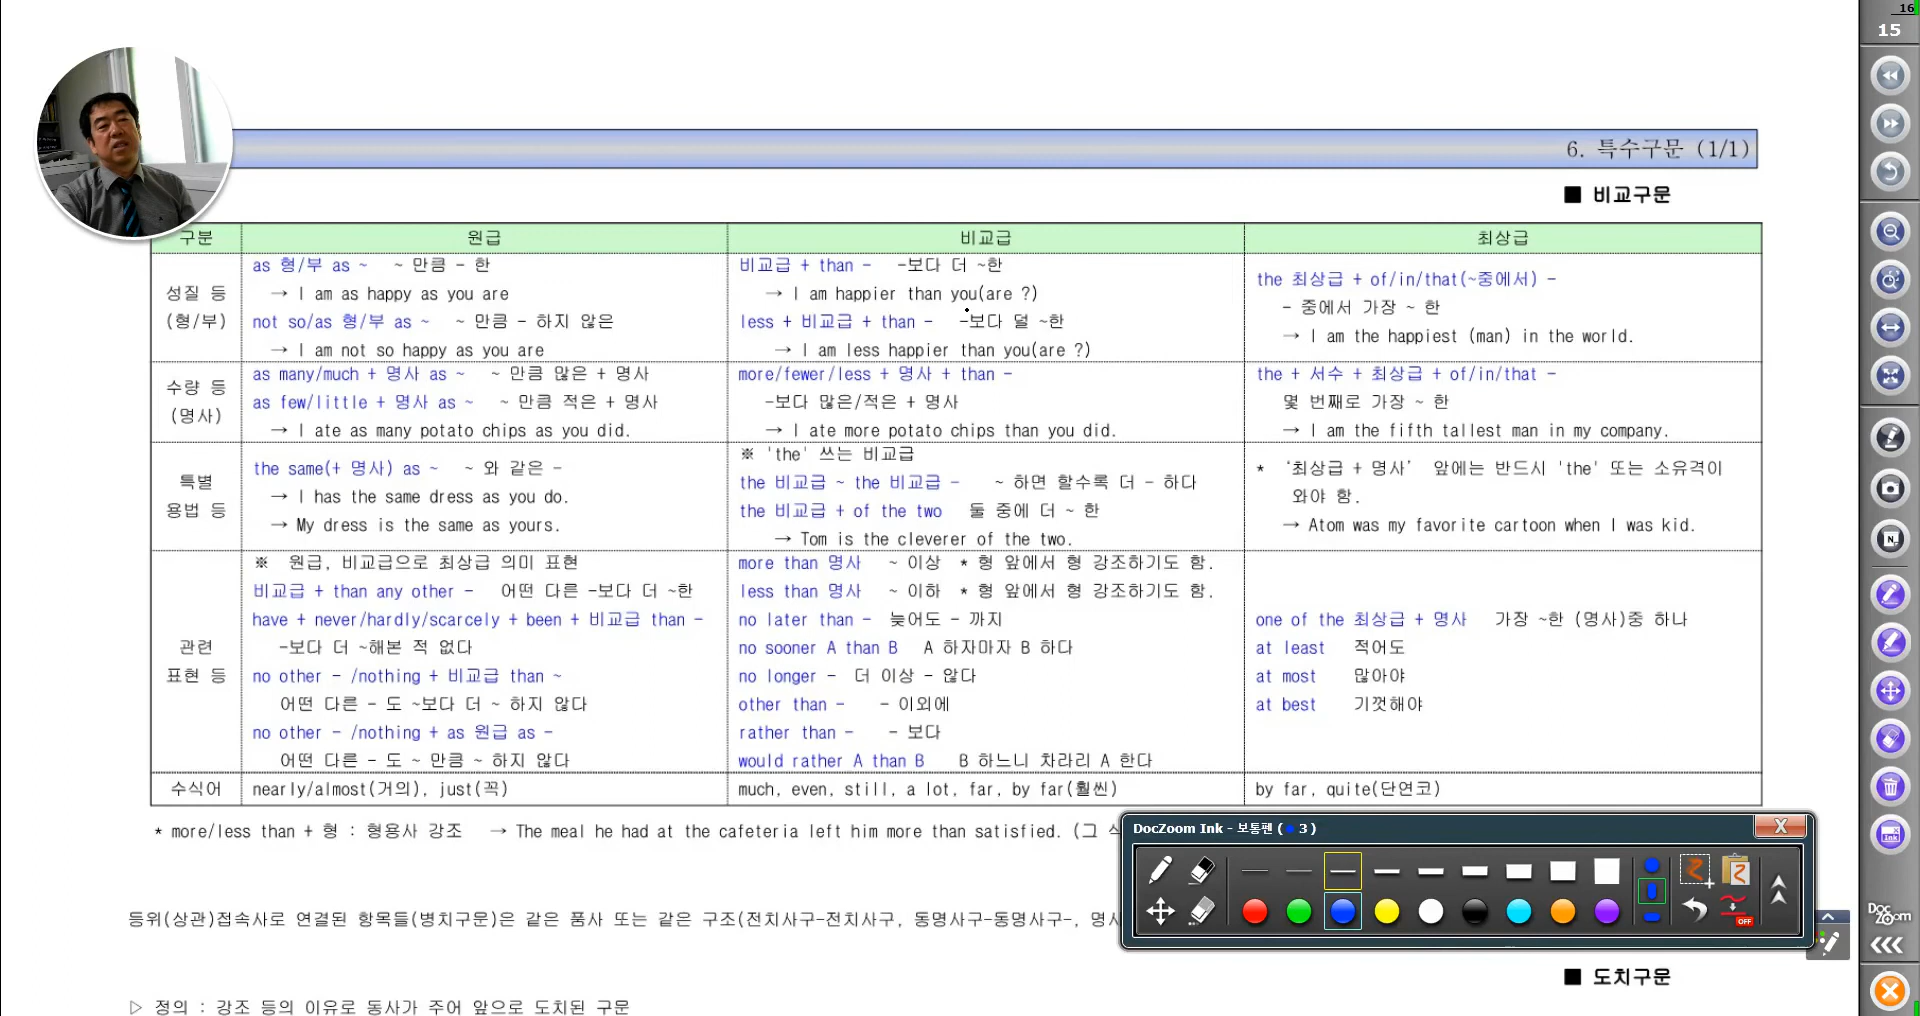 16
15
6. 특수구문 (1/1)
■ 비교구문
구분 원급 비교급 최상급
성질 등
(형/부)
as 형/부 as ~ ~ 만큼 - 한
→ I am as happy as you are
not so/as 형/부 as ~ ~ 만큼 - 하지 않은
→ I am not so happy as you are
비교급 + than - -보다 더 ~한
→ I am happier than you(are ?)
less + 비교급 + than - -보다 덜 ~한
→ I am less happier than you(are ?)
the 최상급 + of/in/that(~중에서) -
- 중에서 가장 ~ 한
→ I am the happiest (man) in the world.
수량 등
(명사)
as many/much + 명사 as ~ ~ 만큼 많은 + 명사
as few/little + 명사 as ~ ~ 만큼 적은 + 명사
→ I ate as many potato chips as you did.
more/fewer/less + 명사 + than -
-보다 많은/적은 + 명사
→ I ate more potato chips than you did.
the + 서수 + 최상급 + of/in/that -
몇 번째로 가장 ~ 한
→ I am the fifth tallest man in my company.
특별
용법 등
the same(+ 명사) as ~ ~ 와 같은 -
→ I has the same dress as you do.
→ My dress is the same as yours.
※ 'the' 쓰는 비교급
the 비교급 ~ the 비교급 - ~ 하면 할수록 더 - 하다
the 비교급 + of the two 둘 중에 더 ~ 한
→ Tom is the cleverer of the two.
* ‘최상급 + 명사’ 앞에는 반드시 'the' 또는 소유격이
와야 함.
→ Atom was my favorite cartoon when I was kid.
관련
표현 등
※ 원급, 비교급으로 최상급 의미 표현
비교급 + than any other - 어떤 다른 -보다 더 ~한
have + never/hardly/scarcely + been + 비교급 than -
-보다 더 ~해본 적 없다
no other - /nothing + 비교급 than ~
어떤 다른 - 도 ~보다 더 ~ 하지 않다
no other - /nothing + as 원급 as -
어떤 다른 - 도 ~ 만큼 ~ 하지 않다
more than 명사 ~ 이상 * 형 앞에서 형 강조하기도 함.
less than 명사 ~ 이하 * 형 앞에서 형 강조하기도 함.
no later than - 늦어도 - 까지
no sooner A than B A 하자마자 B 하다
no longer - 더 이상 - 않다
other than - - 이외에
rather than - - 보다
would rather A than B B 하느니 차라리 A 한다
one of the 최상급 + 명사 가장 ~한 (명사)중 하나
at least 적어도
at most 많아야
at best 기껏해야
수식어 nearly/almost(거의), just(꼭) much, even, still, a lot, far, by far(훨씬) by far, quite(단연코)
* more/less than + 형 : 형용사 강조 → The meal he had at the cafeteria left him more than satisfied. (그 식
DocZoom Ink - 보통펜 ( 3 )
OFF
등위(상관)접속사로 연결된 항목들(병치구문)은 같은 품사 또는 같은 구조(전치사구-전치사구, 동명사구-동명사구-, 명사
■ 도치구문
▷ 정의 : 강조 등의 이유로 동사가 주어 앞으로 도치된 구문
N
Ink
Doc
Zoom